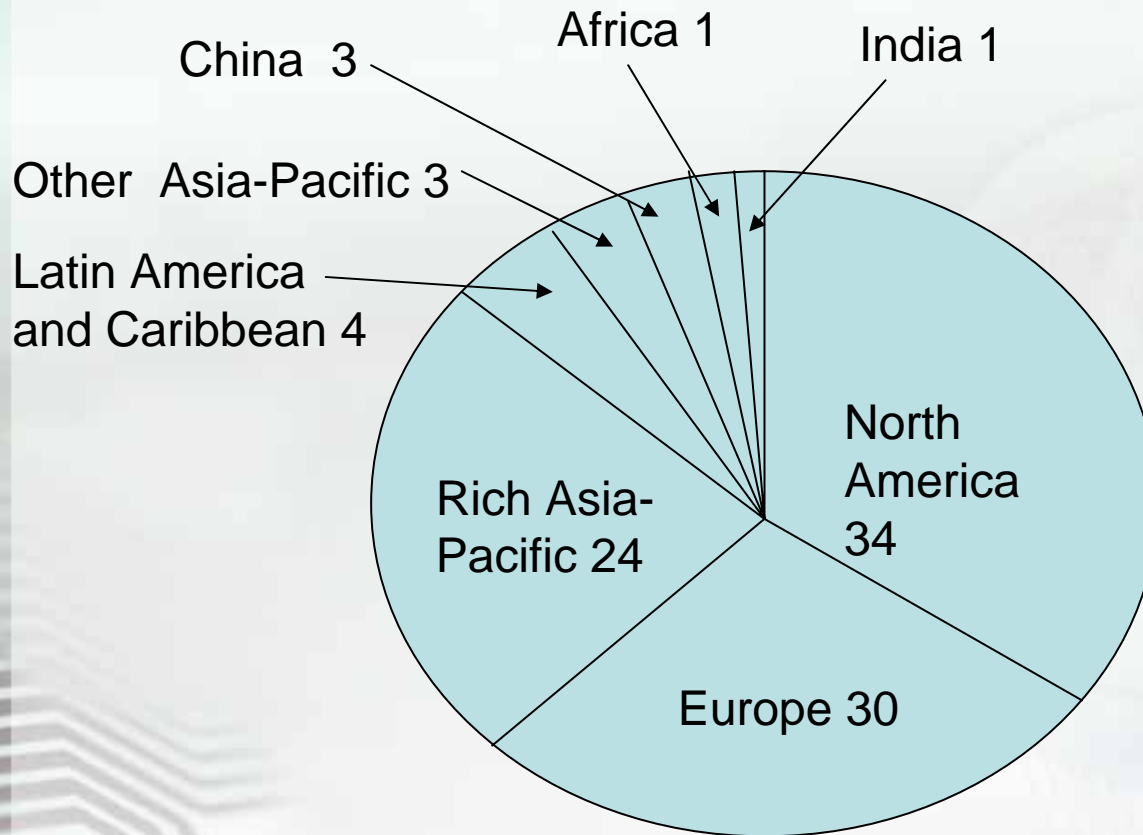 Africa 1
India 1
China 3
Other Asia-Pacific 3
Latin America
and Caribbean 4
North
America
34
Rich Asia-
Pacific 24
Europe 30